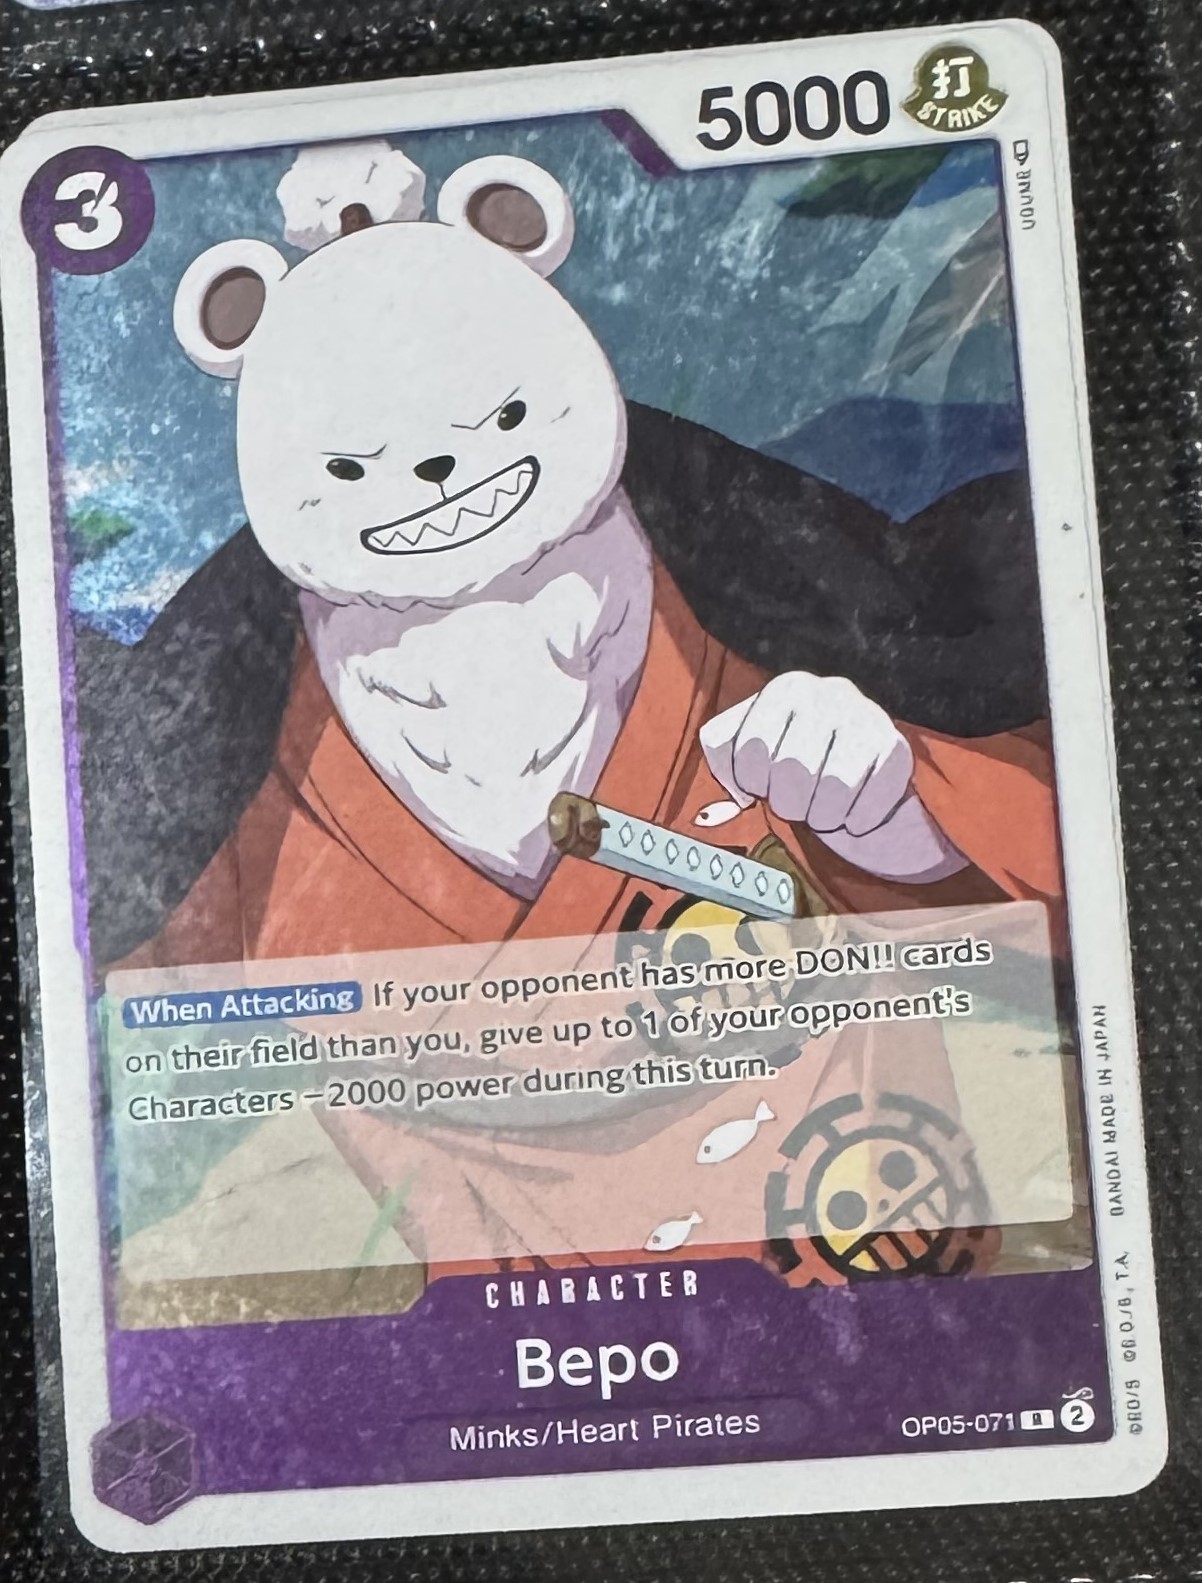 3
5000
打
STRIKE
When Attacking If your opponent has more DON!! cards
on their field than you, give up to 1 of your opponent's
Characters −2000 power during this turn.
CHARACTER
Bepo
Minks/Heart Pirates
OP05-071 R 2
BANDAI MADE IN JAPAN